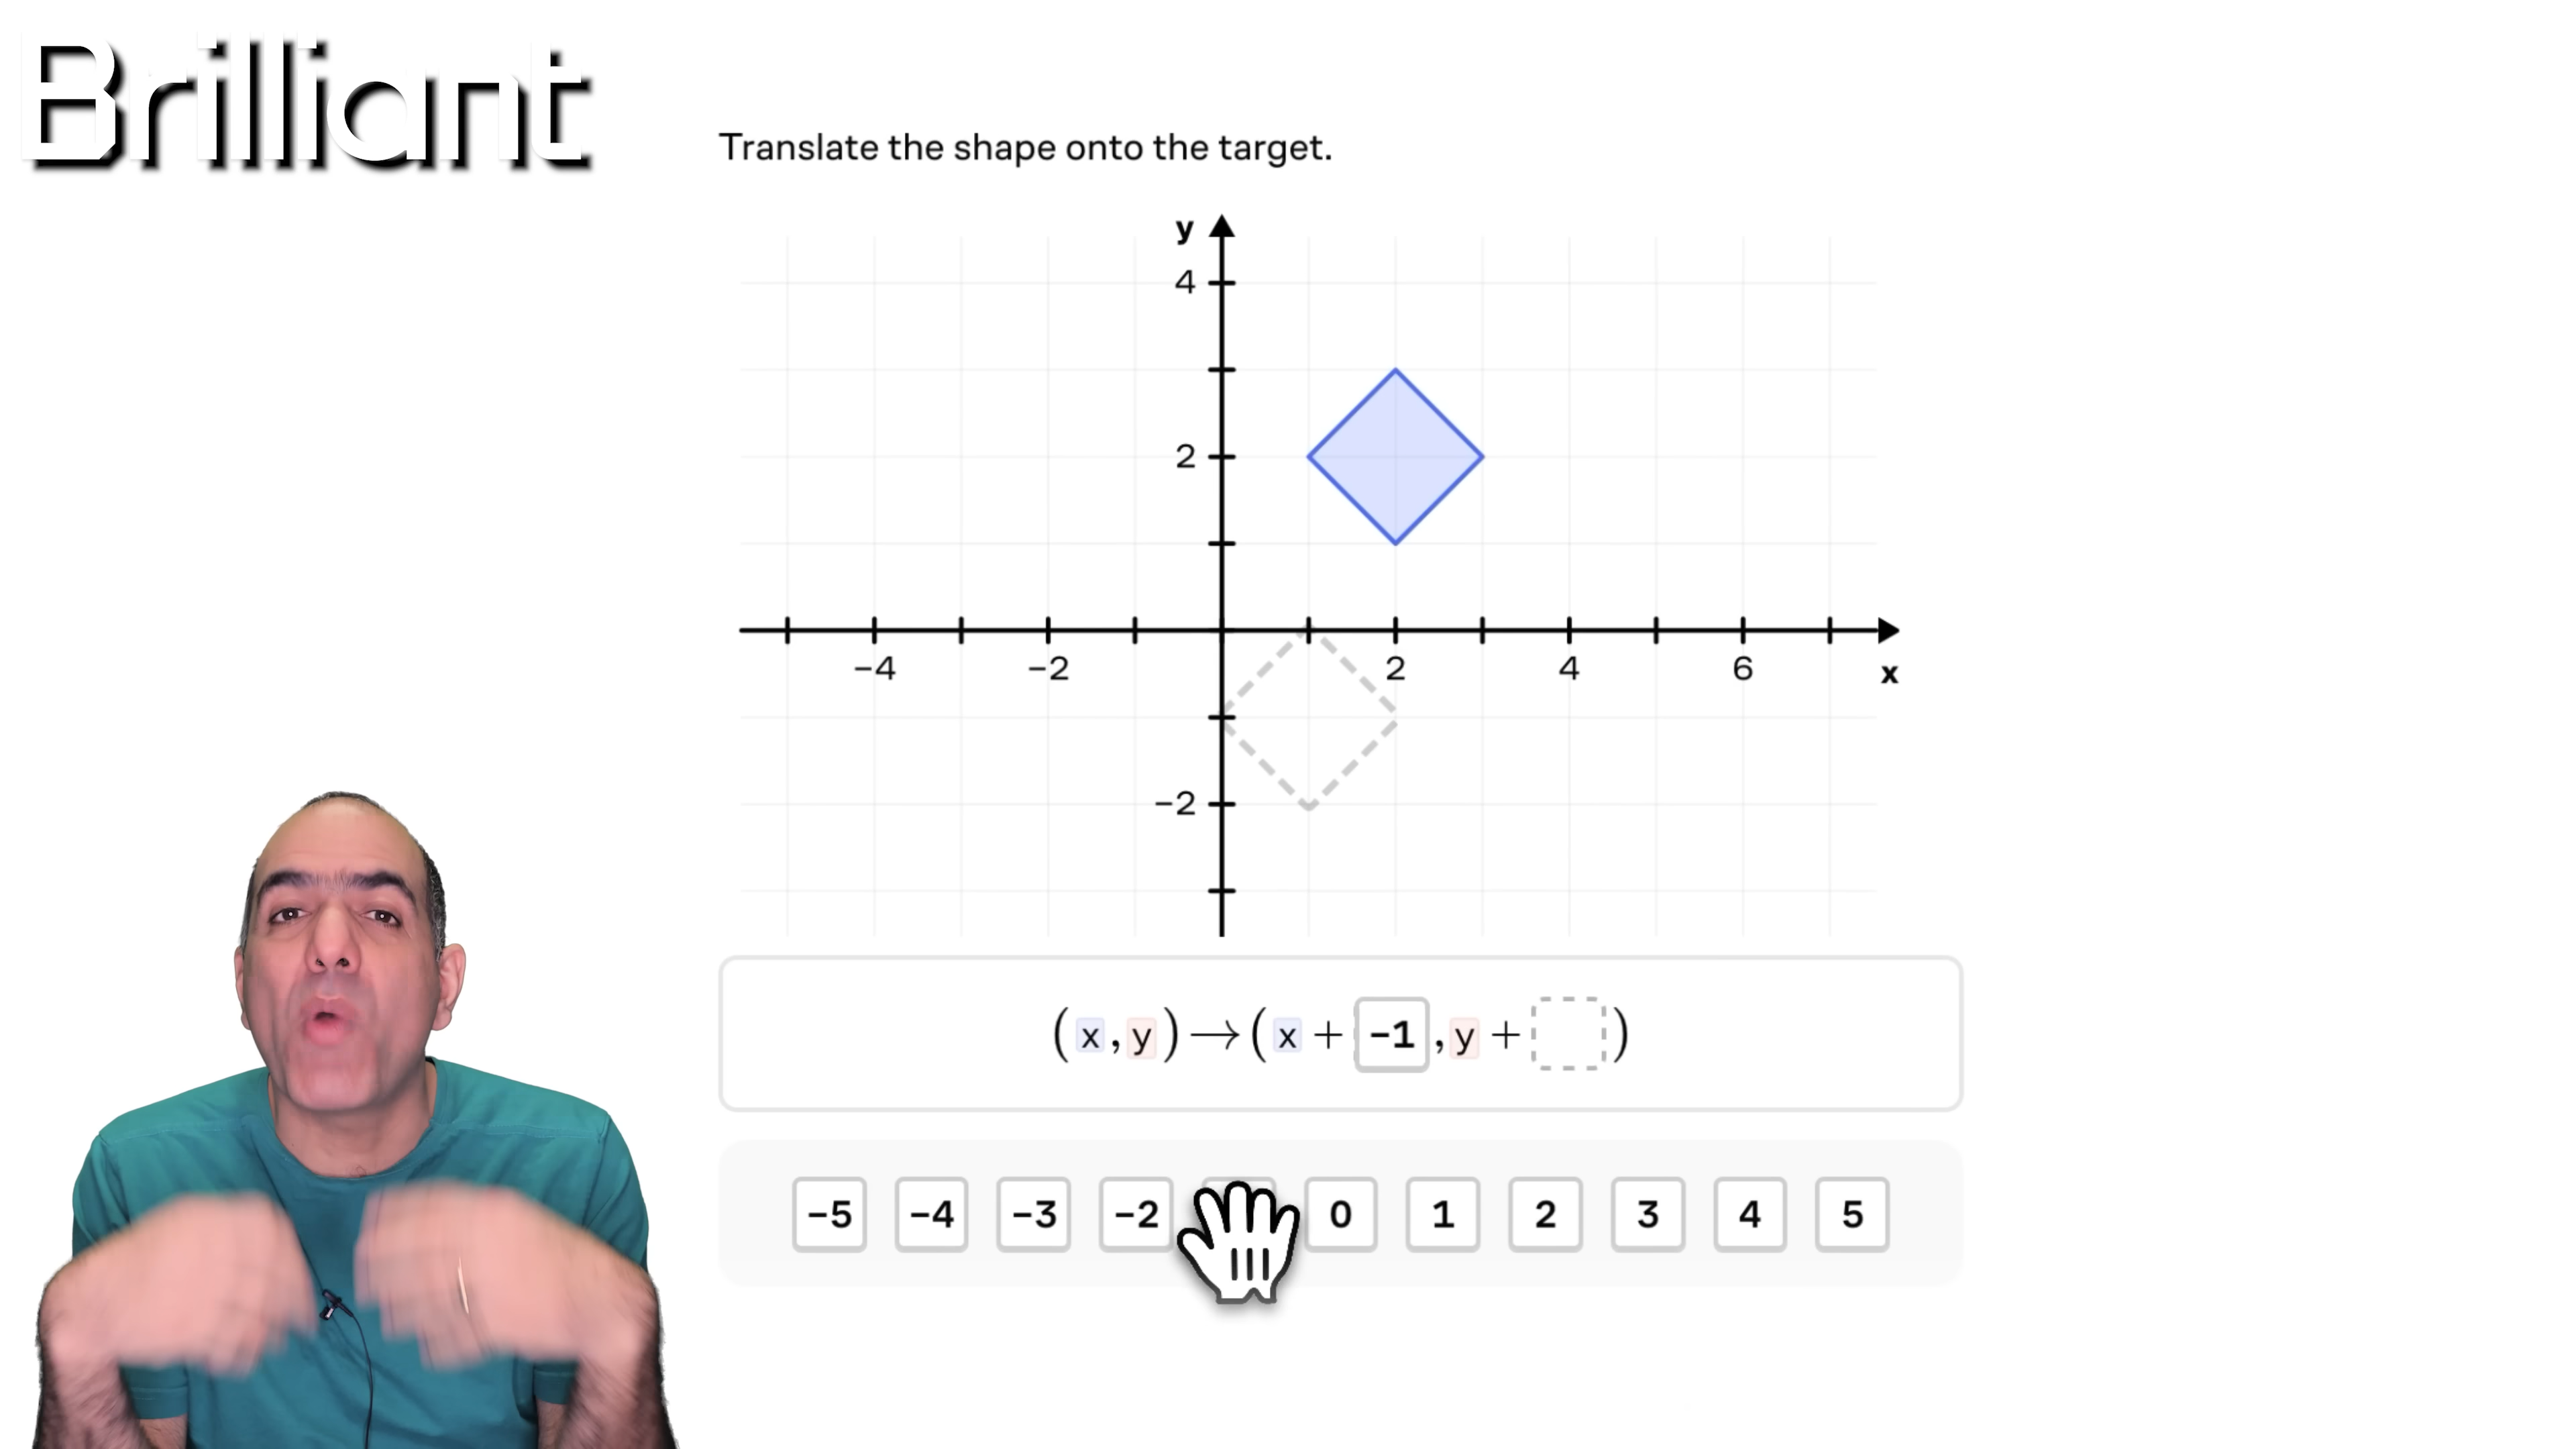 Brilliant
Translate the shape onto the target.
y
4
2
−4 −2 2 4 6
x
−2
(x,y)→(x+−1,y+ )
−5 −4 −3 −2 0 1 2 3 4 5